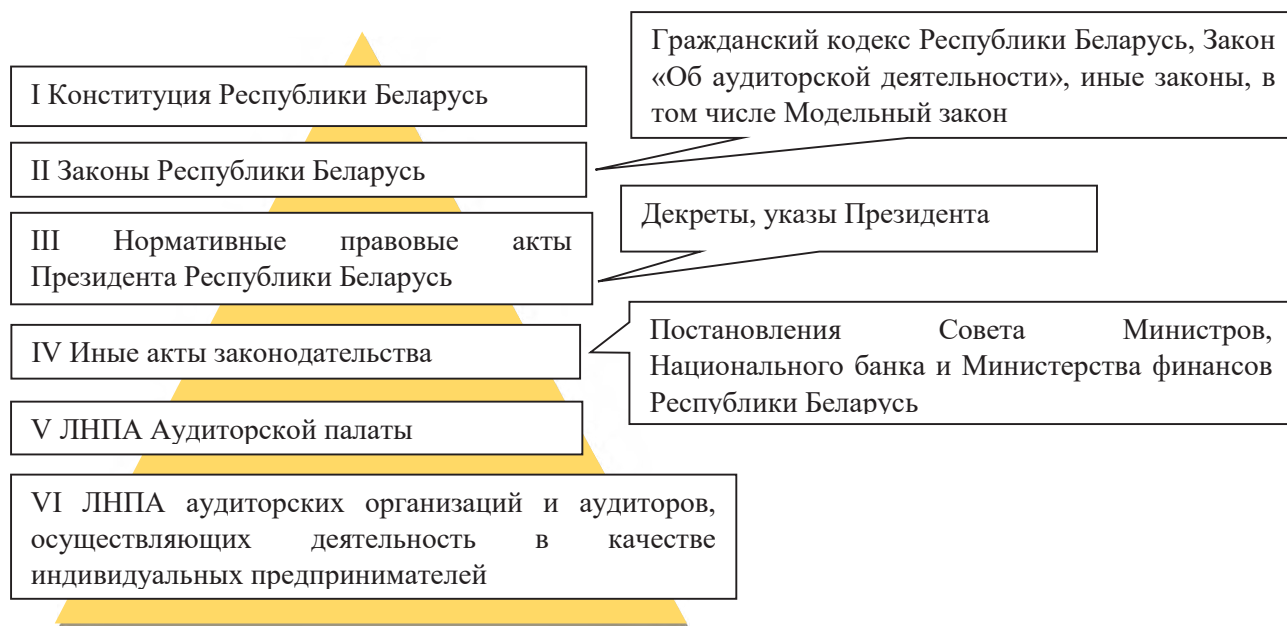 I Конституция Республики Беларусь
Гражданский кодекс Республики Беларусь, Закон
«Об аудиторской деятельности», иные законы, в
том числе Модельный закон
II Законы Республики Беларусь
Декреты, указы Президента
III Нормативные правовые акты
Президента Республики Беларусь
IV Иные акты законодательства
Постановления Совета Министров,
Национального банка и Министерства финансов
Республики Беларусь
V ЛНПА Аудиторской палаты
VI ЛНПА аудиторских организаций и аудиторов,
осуществляющих деятельность в качестве
индивидуальных предпринимателей